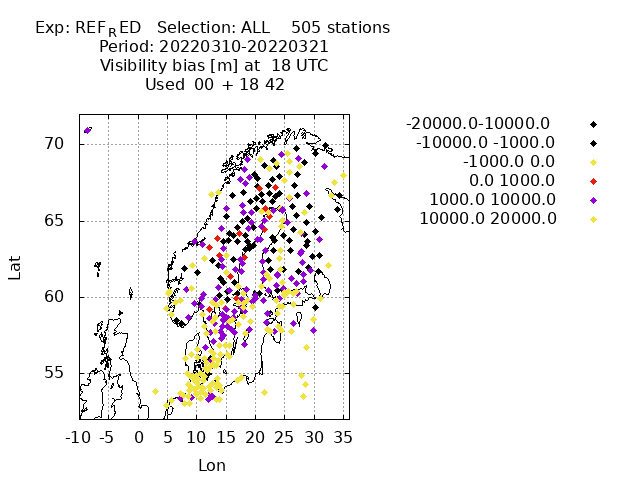 Exp: REFRED Selection: ALL 505 stations
Period: 20220310-20220321
Visibility bias [m] at 18 UTC
Used 00 + 18 42
-20000.0-10000.0
-10000.0 -1000.0
-1000.0 0.0
0.0 1000.0
1000.0 10000.0
10000.0 20000.0
70
65
60
55
Lat
-10 -5 0 5 10 15 20 25 30 35
Lon